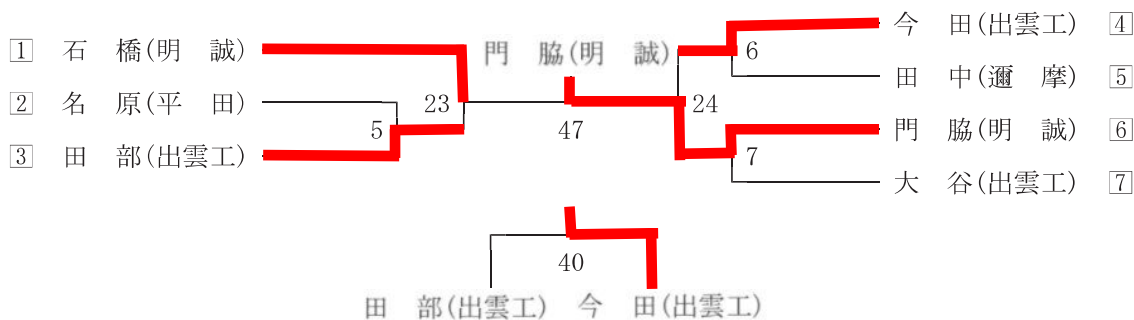 1 石 橋(明 誠)
2 名 原(平 田)
3 田 部(出雲工)
5
23
門 脇(明 誠)
47
24
6
7
今 田(出雲工) 4
田 中(邇 摩) 5
門 脇(明 誠) 6
大 谷(出雲工) 7
40
田 部(出雲工) 今 田(出雲工)